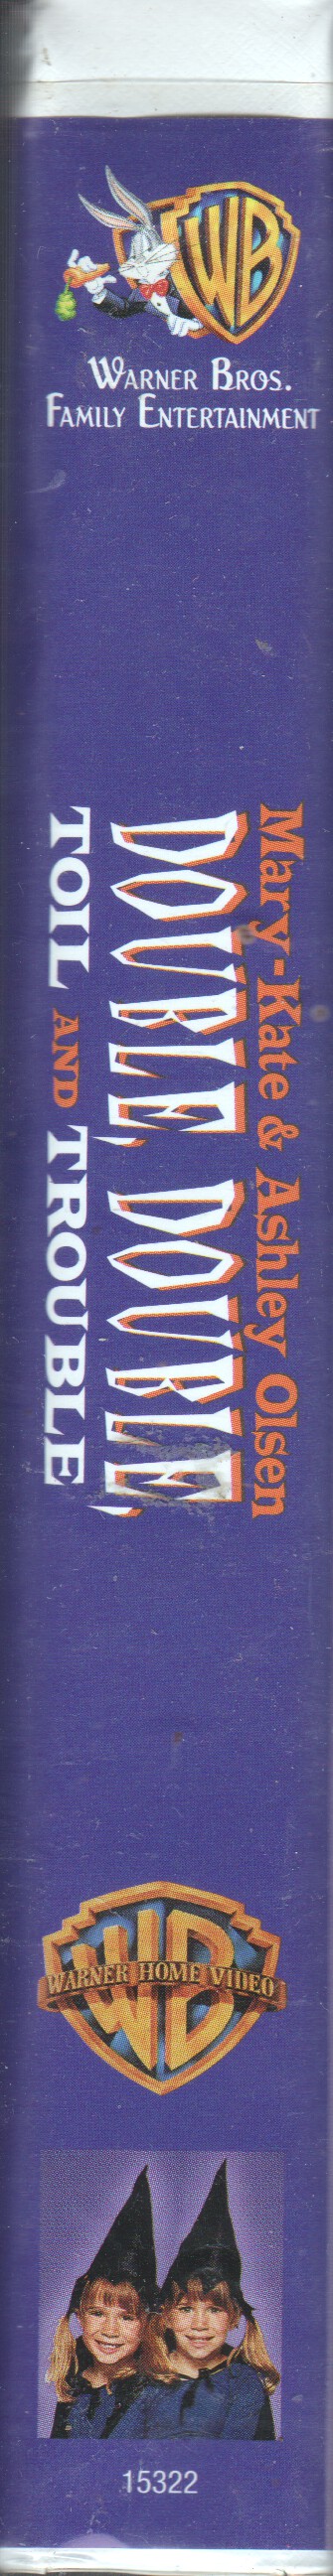 WB
WARNER BROS.
FAMILY ENTERTAINMENT
Mary-Kate & Ashley Olsen
DOUBLE, DOUBLE,
TOIL AND TROUBLE
WB
WARNER HOME VIDEO
15322